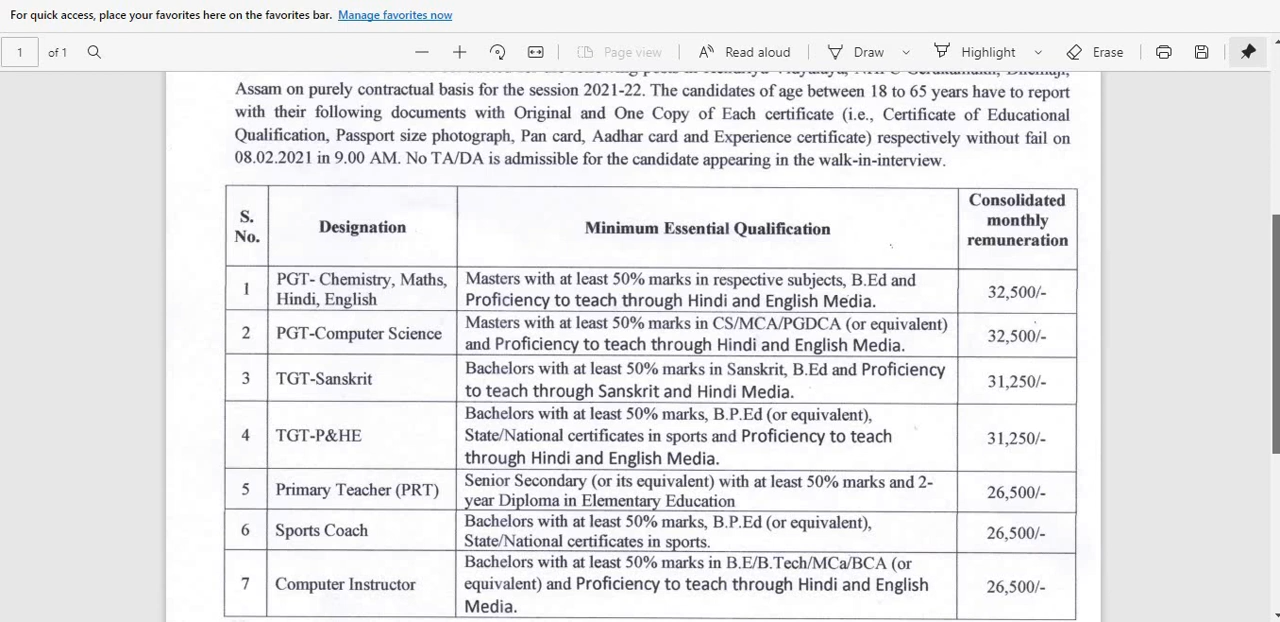 For quick access, place your favorites here on the favorites bar. Manage favorites now
1 of 1 Page view Read aloud Draw Highlight Erase
Assam on purely contractual basis for the session 2021-22. The candidates of age between 18 to 65 years have to report
with their following documents with Original and One Copy of Each certificate (i.e., Certificate of Educational
Qualification, Passport size photograph, Pan card, Aadhar card and Experience certificate) respectively without fail on
08.02.2021 in 9.00 AM. No TA/DA is admissible for the candidate appearing in the walk-in-interview.
S.
No.
Designation
Minimum Essential Qualification
Consolidated
monthly
remuneration
1
PGT- Chemistry, Maths,
Hindi, English
Masters with at least 50% marks in respective subjects, B.Ed and
Proficiency to teach through Hindi and English Media.
32,500/-
2
PGT-Computer Science
Masters with at least 50% marks in CS/MCA/PGDCA (or equivalent)
and Proficiency to teach through Hindi and English Media.
32,500/-
3
TGT-Sanskrit
Bachelors with at least 50% marks in Sanskrit, B.Ed and Proficiency
to teach through Sanskrit and Hindi Media.
31,250/-
4
TGT-P&HE
Bachelors with at least 50% marks, B.P.Ed (or equivalent),
State/National certificates in sports and Proficiency to teach
through Hindi and English Media.
31,250/-
5
Primary Teacher (PRT)
Senior Secondary (or its equivalent) with at least 50% marks and 2-
year Diploma in Elementary Education
26,500/-
6
Sports Coach
Bachelors with at least 50% marks, B.P.Ed (or equivalent),
State/National certificates in sports.
26,500/-
7
Computer Instructor
Bachelors with at least 50% marks in B.E/B.Tech/MCa/BCA (or
equivalent) and Proficiency to teach through Hindi and English
Media.
26,500/-